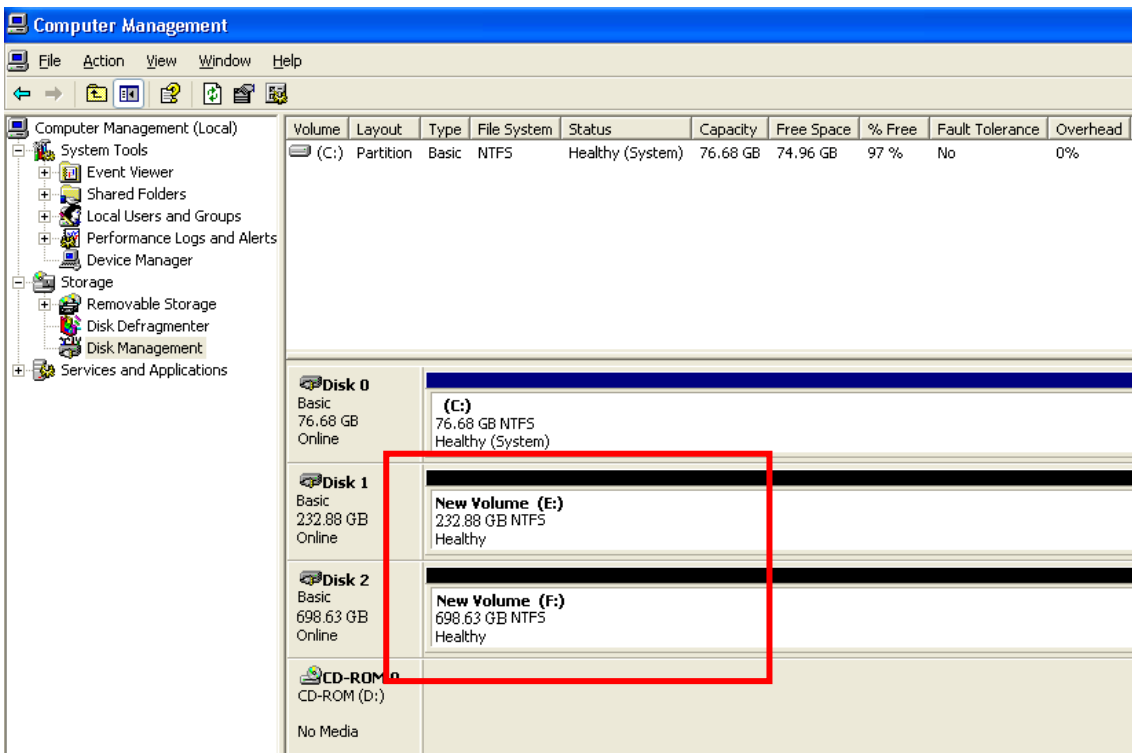 Computer Management
File Action View Window Help
Computer Management (Local)
System Tools
Event Viewer
Shared Folders
Local Users and Groups
Performance Logs and Alerts
Device Manager
Storage
Removable Storage
Disk Defragmenter
Disk Management
Services and Applications
Volume Layout Type File System Status Capacity Free Space % Free Fault Tolerance Overhead
(C:) Partition Basic NTFS Healthy (System) 76.68 GB 74.96 GB 97 % No 0%
Disk 0
Basic
76.68 GB
Online
(C:)
76.68 GB NTFS
Healthy (System)
Disk 1
Basic
232.88 GB
Online
New Volume (E:)
232.88 GB NTFS
Healthy
Disk 2
Basic
698.63 GB
Online
New Volume (F:)
698.63 GB NTFS
Healthy
CD-ROM 0
CD-ROM (D:)
No Media